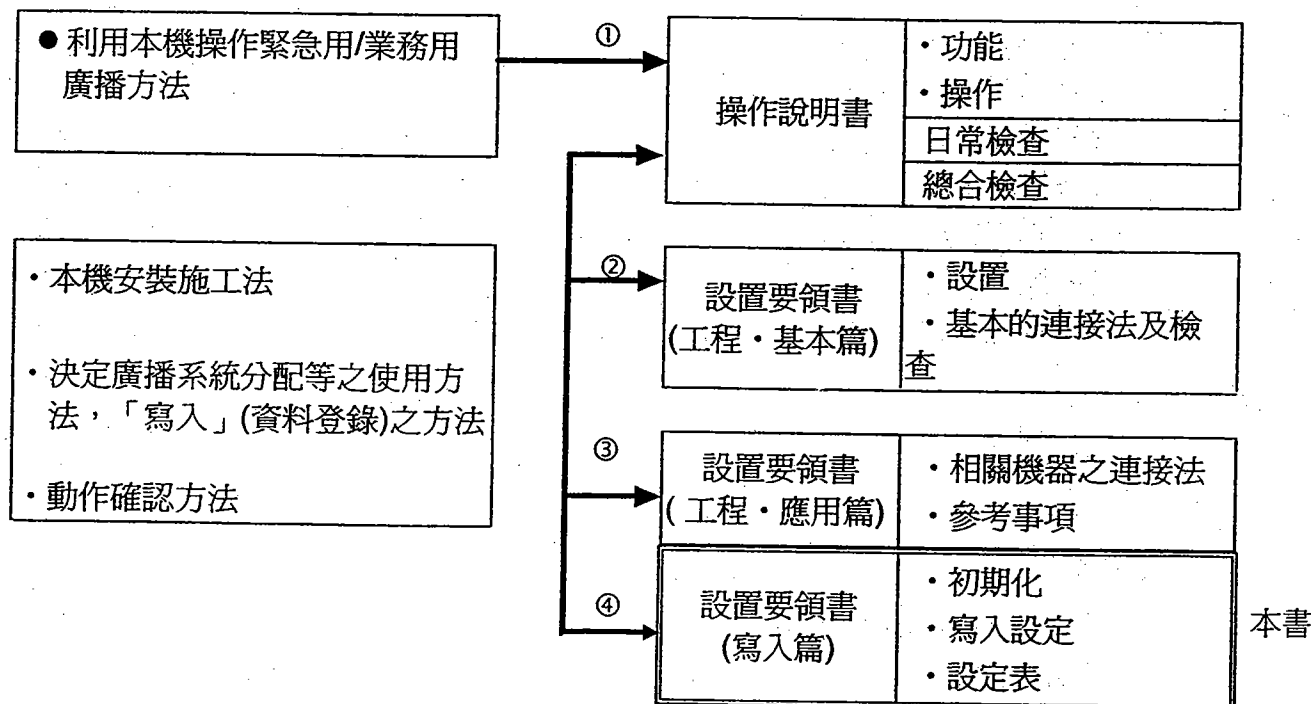 ● 利用本機操作緊急用/業務用
廣播方法
①
操作說明書
・功能
・操作
日常檢查
總合檢查
・本機安裝施工法
・決定廣播系統分配等之使用方
法,「寫入」(資料登錄)之方法
・動作確認方法
②
設置要領書
(工程・基本篇)
・設置
・基本的連接法及檢
查
③
設置要領書
( 工程・應用篇)
・相關機器之連接法
・參考事項
④
設置要領書
(寫入篇)
・初期化
・寫入設定
・設定表
本書